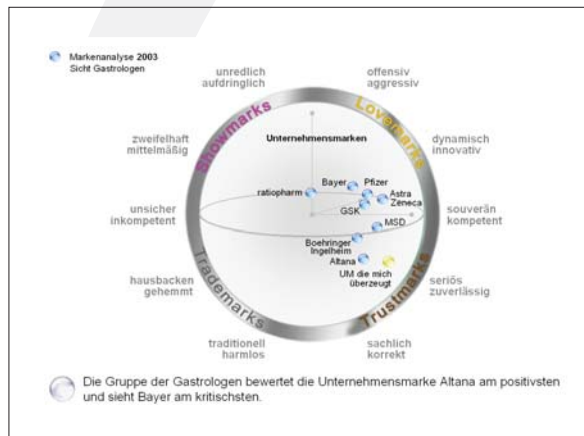 Markenanalyse 2003
Sicht Gastrologen
unredlich
aufdringlich
offensiv
aggressiv
Showmarks
Lovemarks
Unternehmensmarken
zweifelhaft
mittelmäßig
dynamisch
innovativ
Bayer
Pfizer
ratiopharm
Astra
Zeneca
GSK
unsicher
inkompetent
souverän
kompetent
MSD
Boehringer
Ingelheim
Altana
UM die mich
überzeugt
hausbacken
gehemmt
seriös
zuverlässig
Trademarks
Trustmarks
traditionell
harmlos
sachlich
korrekt
Die Gruppe der Gastrologen bewertet die Unternehmensmarke Altana am positivsten
und sieht Bayer am kritischsten.